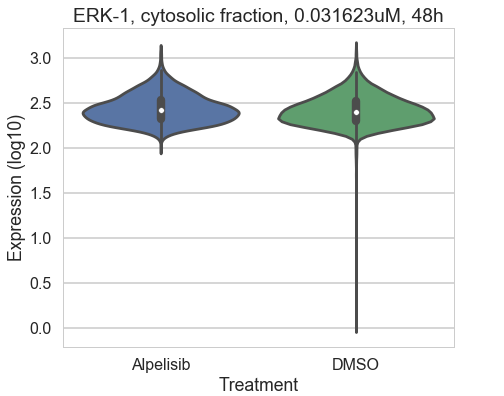 ERK-1, cytosolic fraction, 0.031623uM, 48h
3.0
2.5
2.0
1.5
1.0
0.5
0.0
Expression (log10)
Alpelisib DMSO
Treatment